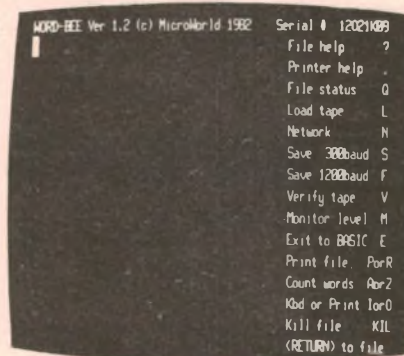 WORD-BEE Ver 1.2 (c) MicroWorld 1982 Serial # 12021K09
File help ?
Printer help .
File status Q
Load tape L
Network N
Save 300baud S
Save 1200baud F
Verify tape V
Monitor level M
Exit to BASIC E
Print file. PorR
Count words AorZ
Kbd or Print IorO
Kill file KIL
(RETURN) to file